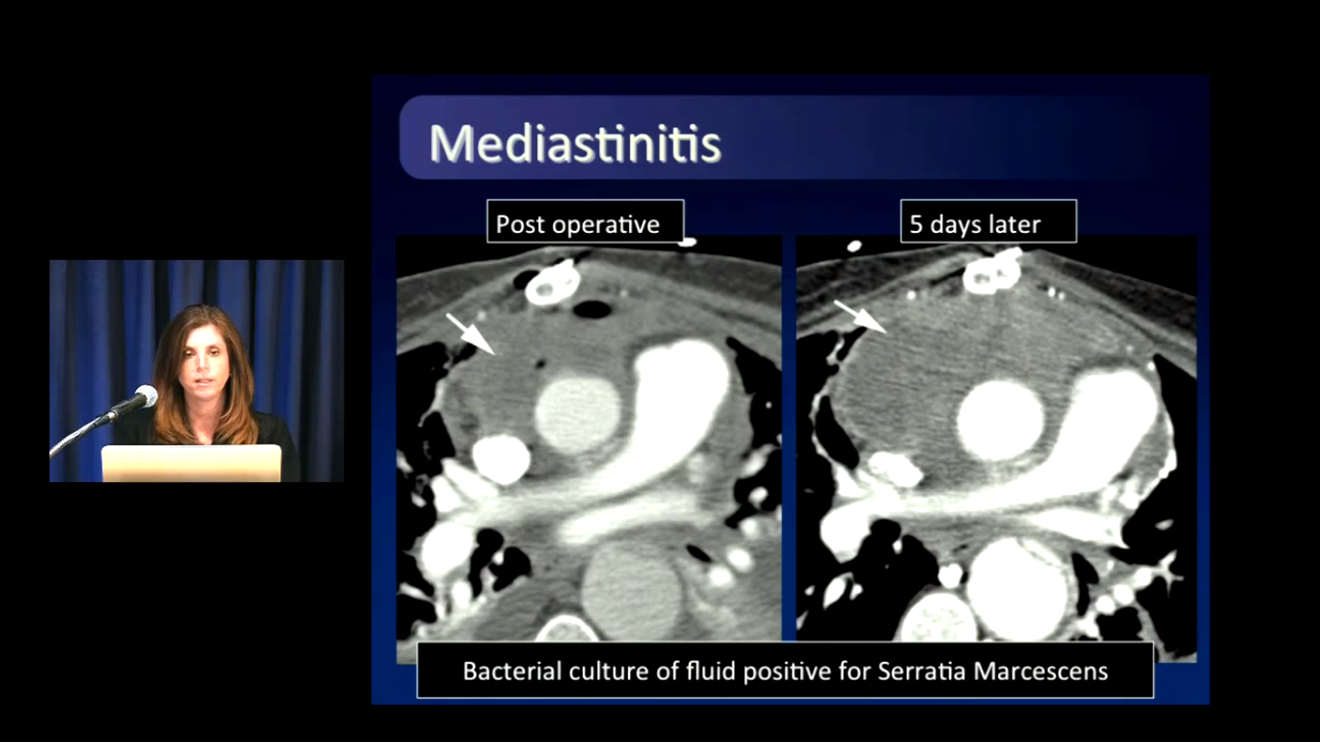 Mediastinitis
Post operative
5 days later
Bacterial culture of fluid positive for Serratia Marcescens